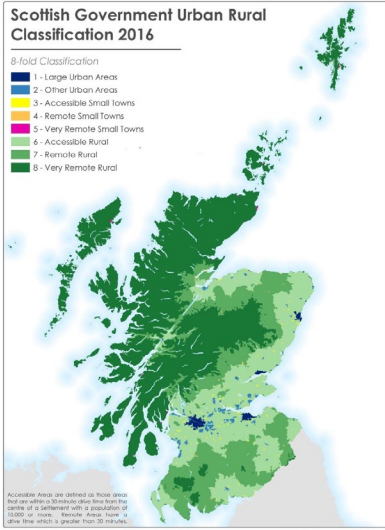 Scottish Government Urban Rural
Classification 2016
8-fold Classification
1 - Large Urban Areas
2 - Other Urban Areas
3 - Accessible Small Towns
4 - Remote Small Towns
5 - Very Remote Small Towns
6 - Accessible Rural
7 - Remote Rural
8 - Very Remote Rural
Accessible Areas are defined as those areas
that are within a 30 minute drive time from the
centre of a Settlement with a population of
10,000 or more. Remote Areas have a
drive time which is greater than 30 minutes.